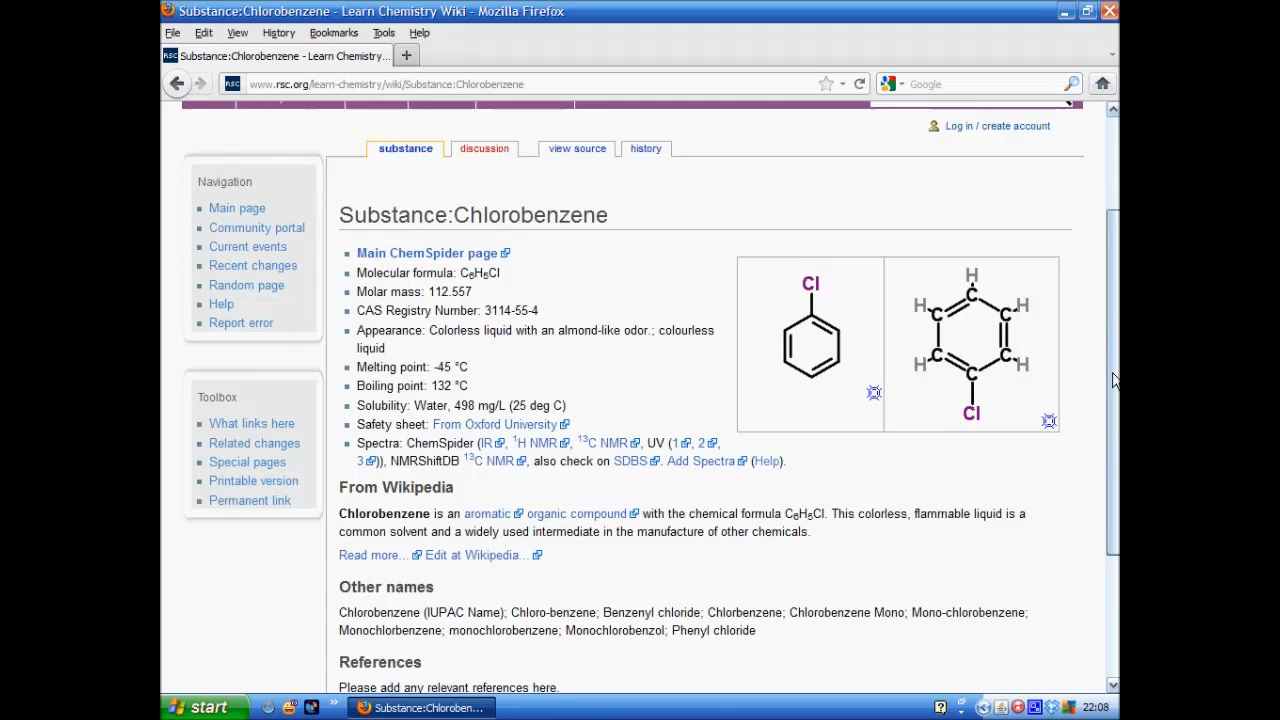 Substance:Chlorobenzene - Learn Chemistry Wiki - Mozilla Firefox
File Edit View History Bookmarks Tools Help
RSC Substance:Chlorobenzene - Learn Chemistry... +
RSC www.rsc.org/learn-chemistry/wiki/Substance:Chlorobenzene Google
Log in / create account
substance discussion view source history
Navigation
Main page
Community portal
Current events
Recent changes
Random page
Help
Report error
Toolbox
What links here
Related changes
Special pages
Printable version
Permanent link
Substance:Chlorobenzene
Main ChemSpider page
Molecular formula: C₆H₅Cl
Molar mass: 112.557
CAS Registry Number: 3114-55-4
Appearance: Colorless liquid with an almond-like odor.; colourless
liquid
Melting point: -45 °C
Boiling point: 132 °C
Solubility: Water, 498 mg/L (25 deg C)
Safety sheet: From Oxford University
Spectra: ChemSpider (IR, ¹H NMR, ¹³C NMR, UV (1, 2,
3)), NMRShiftDB ¹³C NMR, also check on SDBS. Add Spectra (Help).
Cl
H
C
H C C H
H C C H
C
Cl
From Wikipedia
Chlorobenzene is an aromatic organic compound with the chemical formula C₆H₅Cl. This colorless, flammable liquid is a
common solvent and a widely used intermediate in the manufacture of other chemicals.
Read more... Edit at Wikipedia...
Other names
Chlorobenzene (IUPAC Name); Chloro-benzene; Benzenyl chloride; Chlorbenzene; Chlorobenzene Mono; Mono-chlorobenzene;
Monochlorbenzene; monochlorobenzene; Monochlorobenzol; Phenyl chloride
References
Please add any relevant references here.
start Substance:Chloroben... 22:08